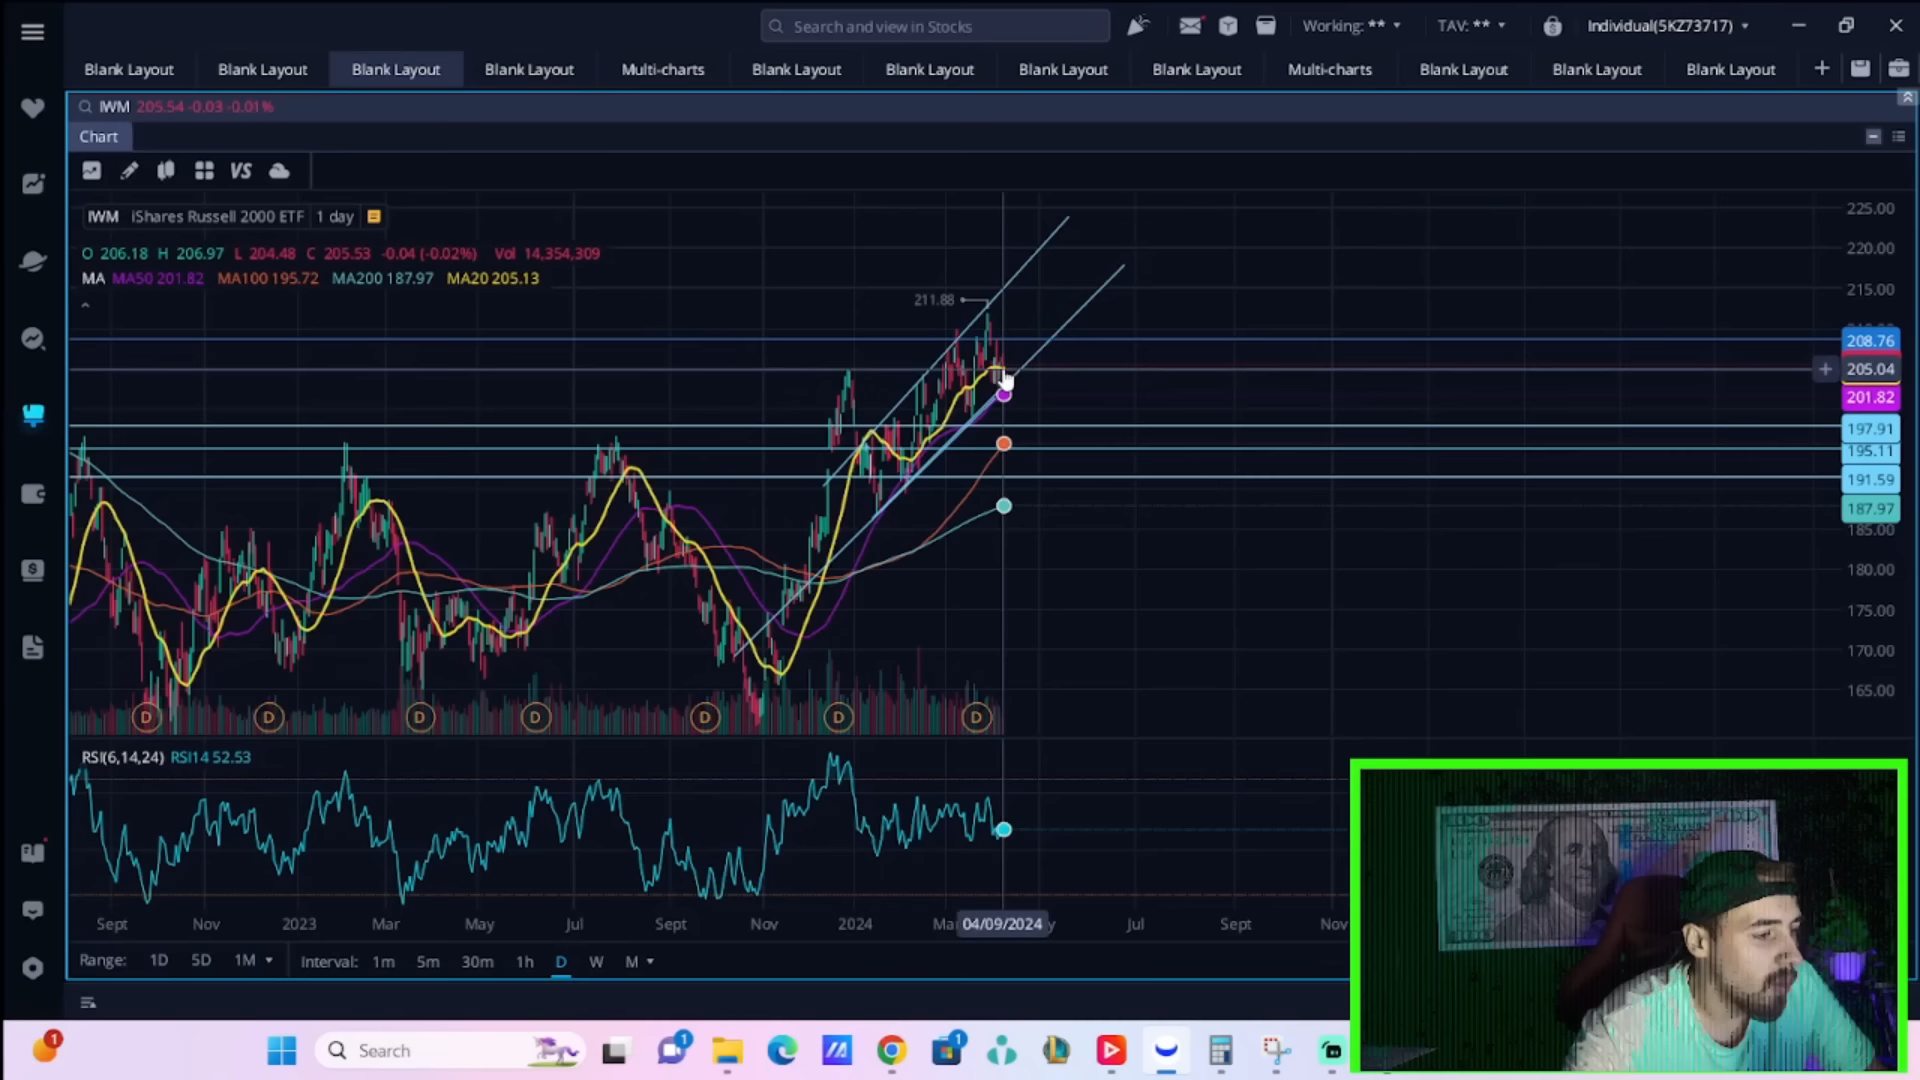 Search and view in Stocks
Working: **
TAV: **
Individual(5KZ73717)
Blank Layout Blank Layout Blank Layout Blank Layout Multi-charts Blank Layout Blank Layout Blank Layout Blank Layout Multi-charts Blank Layout Blank Layout Blank Layout +
IWM 205.54 -0.03 -0.01%
Chart
VS
IWM iShares Russell 2000 ETF 1 day
O 206.18 H 206.97 L 204.48 C 205.53 -0.04 (-0.02%) Vol 14,354,309
MA MA50 201.82 MA100 195.72 MA200 187.97 MA20 205.13
211.88
225.00
220.00
215.00
208.76
205.04
201.82
197.91
195.11
191.59
187.97
185.00
180.00
175.00
170.00
165.00
D D D D D D D
RSI(6,14,24) RSI14 52.53
Sept Nov 2023 Mar May Jul Sept Nov 2024 Ma 04/09/2024 y Jul Sept Nov
Range: 1D 5D 1M Interval: 1m 5m 30m 1h D W M
100
1
Search
1
1